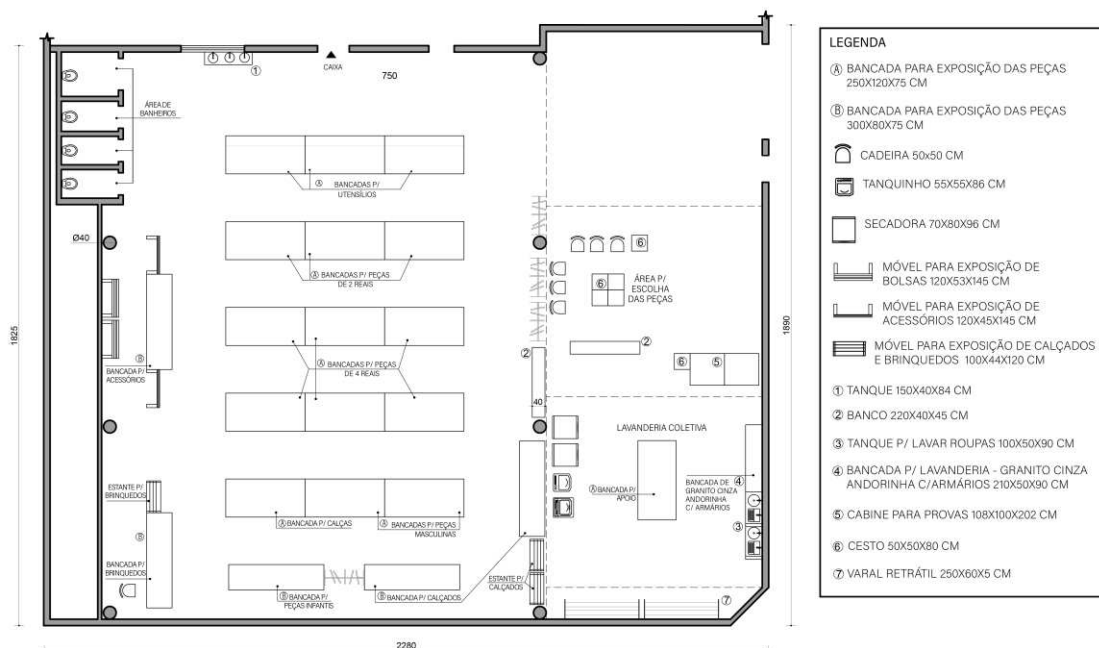 CAIXA
①
750
ÁREA DE
BANHEIROS
Ⓐ BANCADAS P/
UTENSÍLIOS
Ø40
Ⓐ BANCADAS P/ PEÇAS
DE 2 REAIS
⑥
⑥
ÁREA P/
ESCOLHA
DAS PEÇAS
1825
1890
Ⓑ
BANCADA P/
ACESSÓRIOS
Ⓐ BANCADAS P/ PEÇAS
DE 4 REAIS
②
②
⑥
⑤
40
LAVANDERIA COLETIVA
ESTANTE P/
BRINQUEDOS
Ⓐ BANCADA P/
APOIO
BANCADA DE
GRANITO CINZA
ANDORINHA
C/ ARMÁRIOS
④
③
Ⓐ BANCADA P/ CALÇAS
Ⓐ BANCADAS P/ PEÇAS
MASCULINAS
Ⓑ
BANCADA P/
BRINQUEDOS
ESTANTE P/
CALÇADOS
Ⓑ BANCADA P/
PEÇAS INFANTIS
Ⓑ BANCADA P/ CALÇADOS
⑦
2280
LEGENDA
Ⓐ BANCADA PARA EXPOSIÇÃO DAS PEÇAS
250X120X75 CM
Ⓑ BANCADA PARA EXPOSIÇÃO DAS PEÇAS
300X80X75 CM
CADEIRA 50x50 CM
TANQUINHO 55X55X86 CM
SECADORA 70X80X96 CM
MÓVEL PARA EXPOSIÇÃO DE
BOLSAS 120X53X145 CM
MÓVEL PARA EXPOSIÇÃO DE
ACESSÓRIOS 120X45X145 CM
MÓVEL PARA EXPOSIÇÃO DE CALÇADOS
E BRINQUEDOS 100X44X120 CM
① TANQUE 150X40X84 CM
② BANCO 220X40X45 CM
③ TANQUE P/ LAVAR ROUPAS 100X50X90 CM
④ BANCADA P/ LAVANDERIA - GRANITO CINZA
ANDORINHA C/ARMÁRIOS 210X50X90 CM
⑤ CABINE PARA PROVAS 108X100X202 CM
⑥ CESTO 50X50X80 CM
⑦ VARAL RETRÁTIL 250X60X5 CM